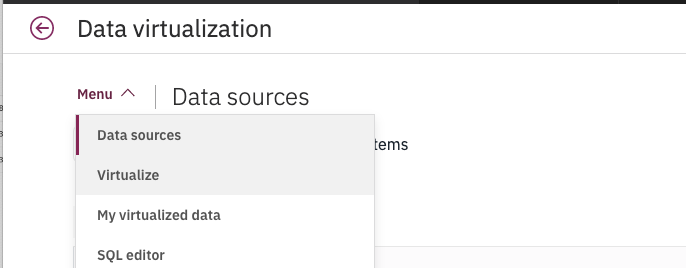 Data virtualization
Menu
Data sources
Data sources
tems
Virtualize
My virtualized data
SQL editor